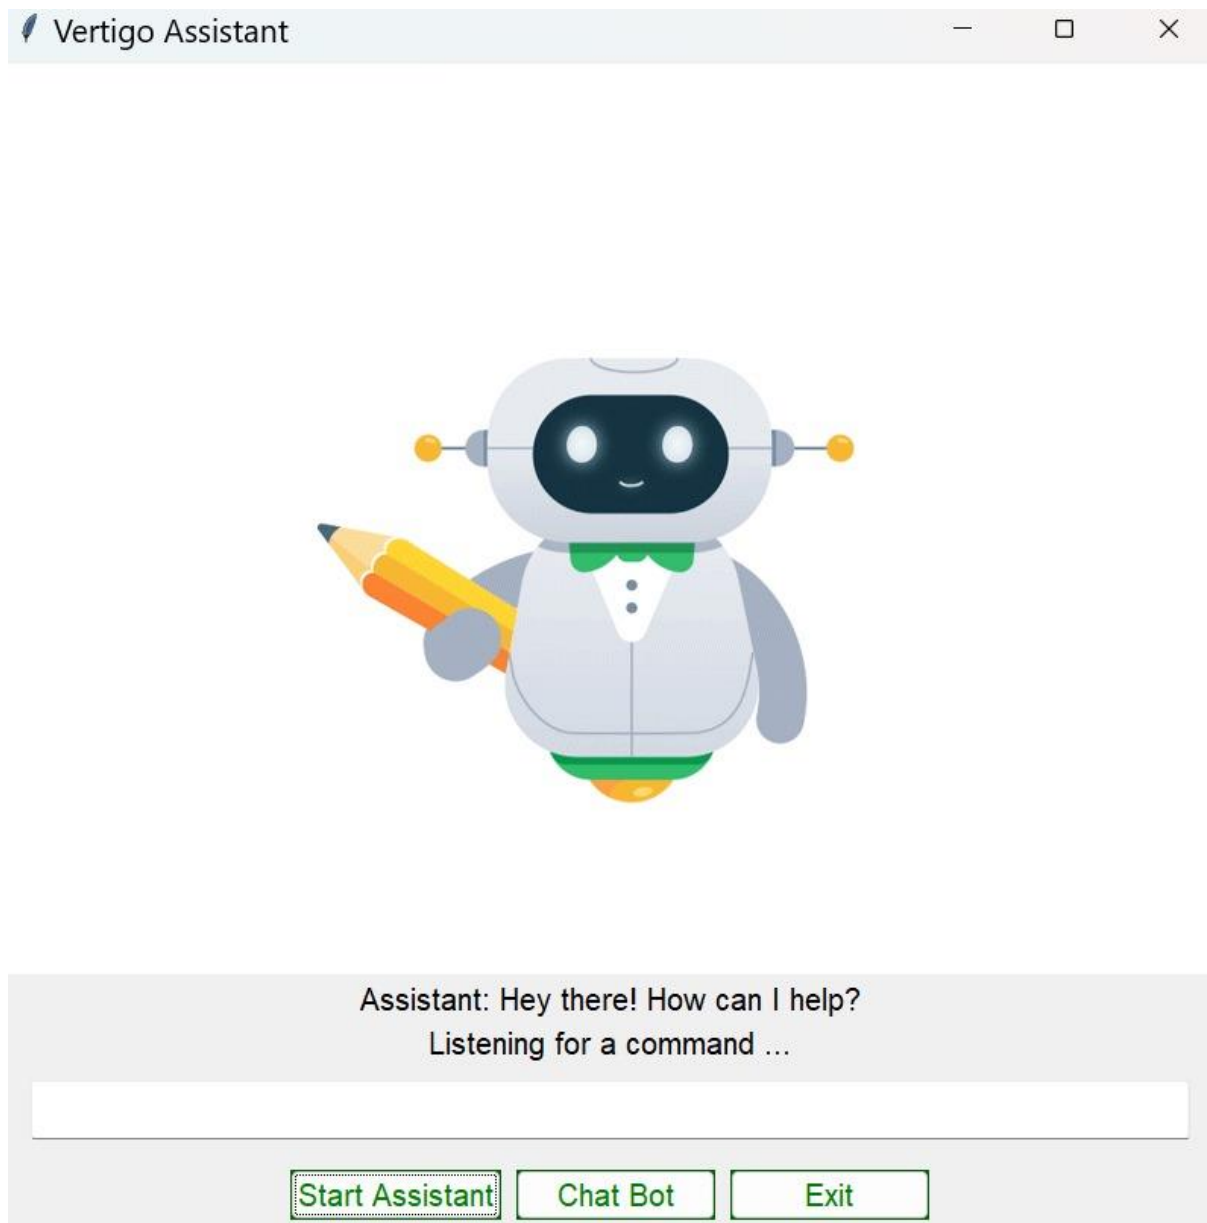 Vertigo Assistant
Assistant: Hey there! How can I help?
Listening for a command ...
Start Assistant Chat Bot Exit